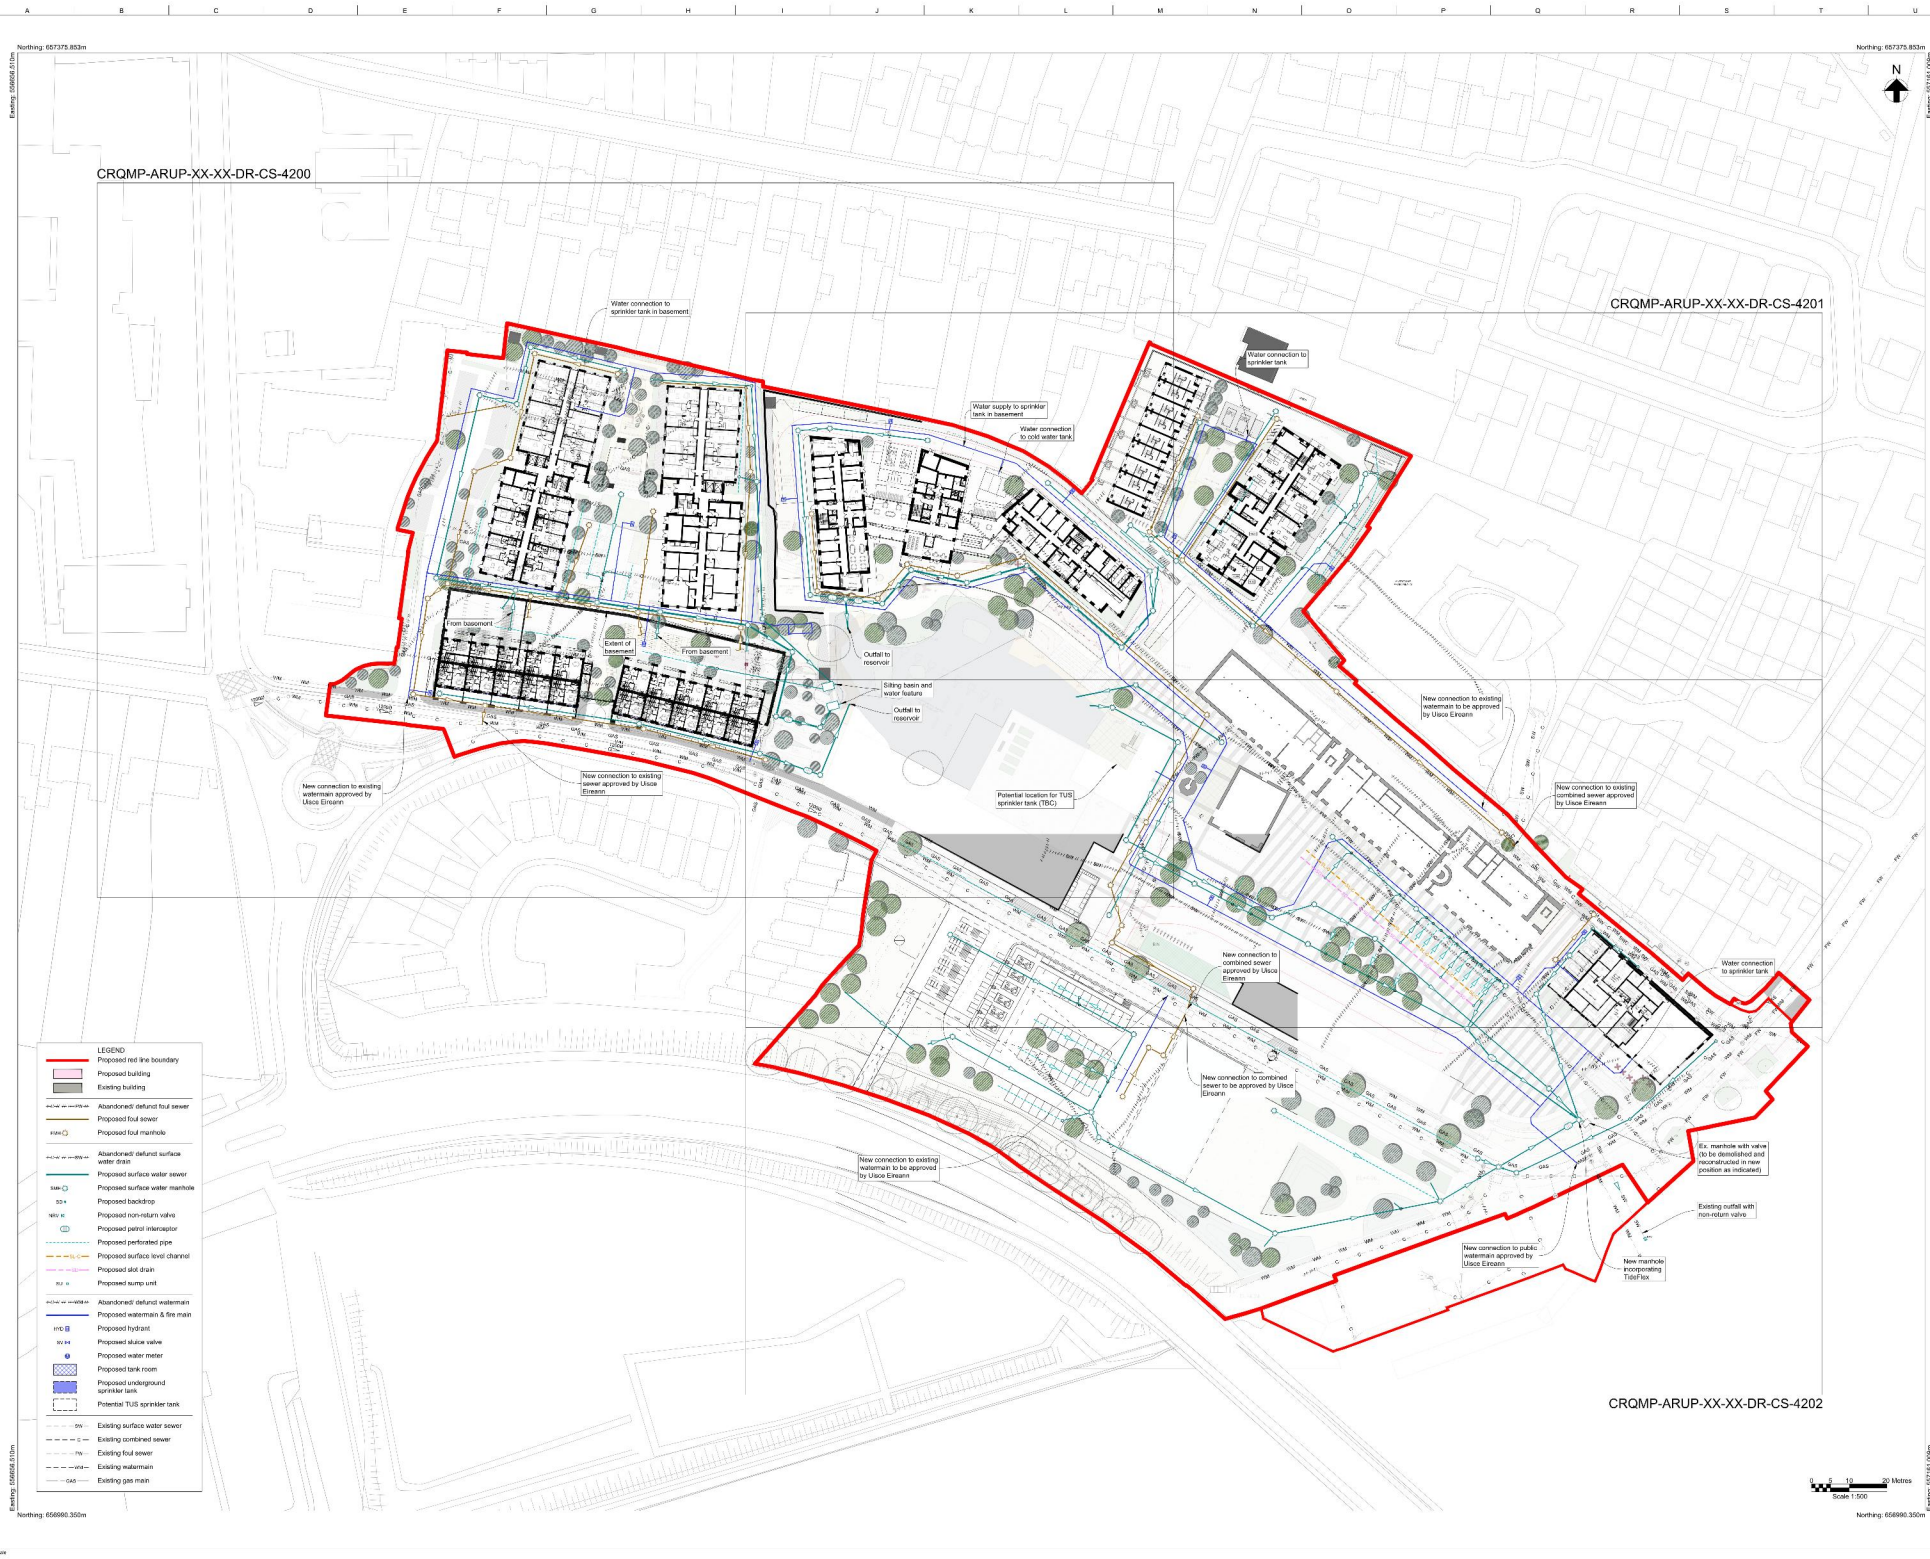 A B C D E F G H I J K L M N O P Q R S T U
Northing: 657375.853m
Northing: 657375.853m
N
CRQMP-ARUP-XX-XX-DR-CS-4200
CRQMP-ARUP-XX-XX-DR-CS-4201
Water connection to
sprinkler tank in basement
Water connection to
sprinkler tank
Water supply to sprinkler
tank in basement
Water connection
to cold water tank
From basement
Extent of
basement
From basement
Outfall to
reservoir
Silting basin and
water feature
Outfall to
reservoir
New connection to existing
watermain to be approved
by Uisce Eireann
New connection to existing
watermain approved by
Uisce Eireann
New connection to existing
sewer approved by Uisce
Eireann
Potential location for TUS
sprinkler tank (TBC)
New connection to existing
combined sewer approved
by Uisce Eireann
New connection to
combined sewer
approved by Uisce
Eireann
Water connection
to sprinkler tank
New connection to combined
sewer to be approved by Uisce
Eireann
New connection to existing
watermain to be approved
by Uisce Eireann
Ex. manhole with valve
(to be demolished and
reconstructed in new
position as indicated)
Existing outfall with
non-return valve
New connection to public
watermain approved by
Uisce Eireann
New manhole
incorporating
TideFlex
LEGEND
Proposed red line boundary
Proposed building
Existing building
Abandoned/ defunct foul sewer
Proposed foul sewer
Proposed foul manhole
Abandoned/ defunct surface
water drain
Proposed surface water sewer
Proposed surface water manhole
Proposed backdrop
Proposed non-return valve
Proposed petrol interceptor
Proposed perforated pipe
Proposed surface level channel
Proposed slot drain
Proposed sump unit
Abandoned/ defunct watermain
Proposed watermain & fire main
HYD Proposed hydrant
SV Proposed sluice valve
Proposed water meter
Proposed tank room
Proposed underground
sprinkler tank
Potential TUS sprinkler tank
SW Existing surface water sewer
C Existing combined sewer
FW Existing foul sewer
WM Existing watermain
GAS Existing gas main
CRQMP-ARUP-XX-XX-DR-CS-4202
0 5 10 20 Metres
Scale 1:500
Northing: 656990.350m
Northing: 656990.350m